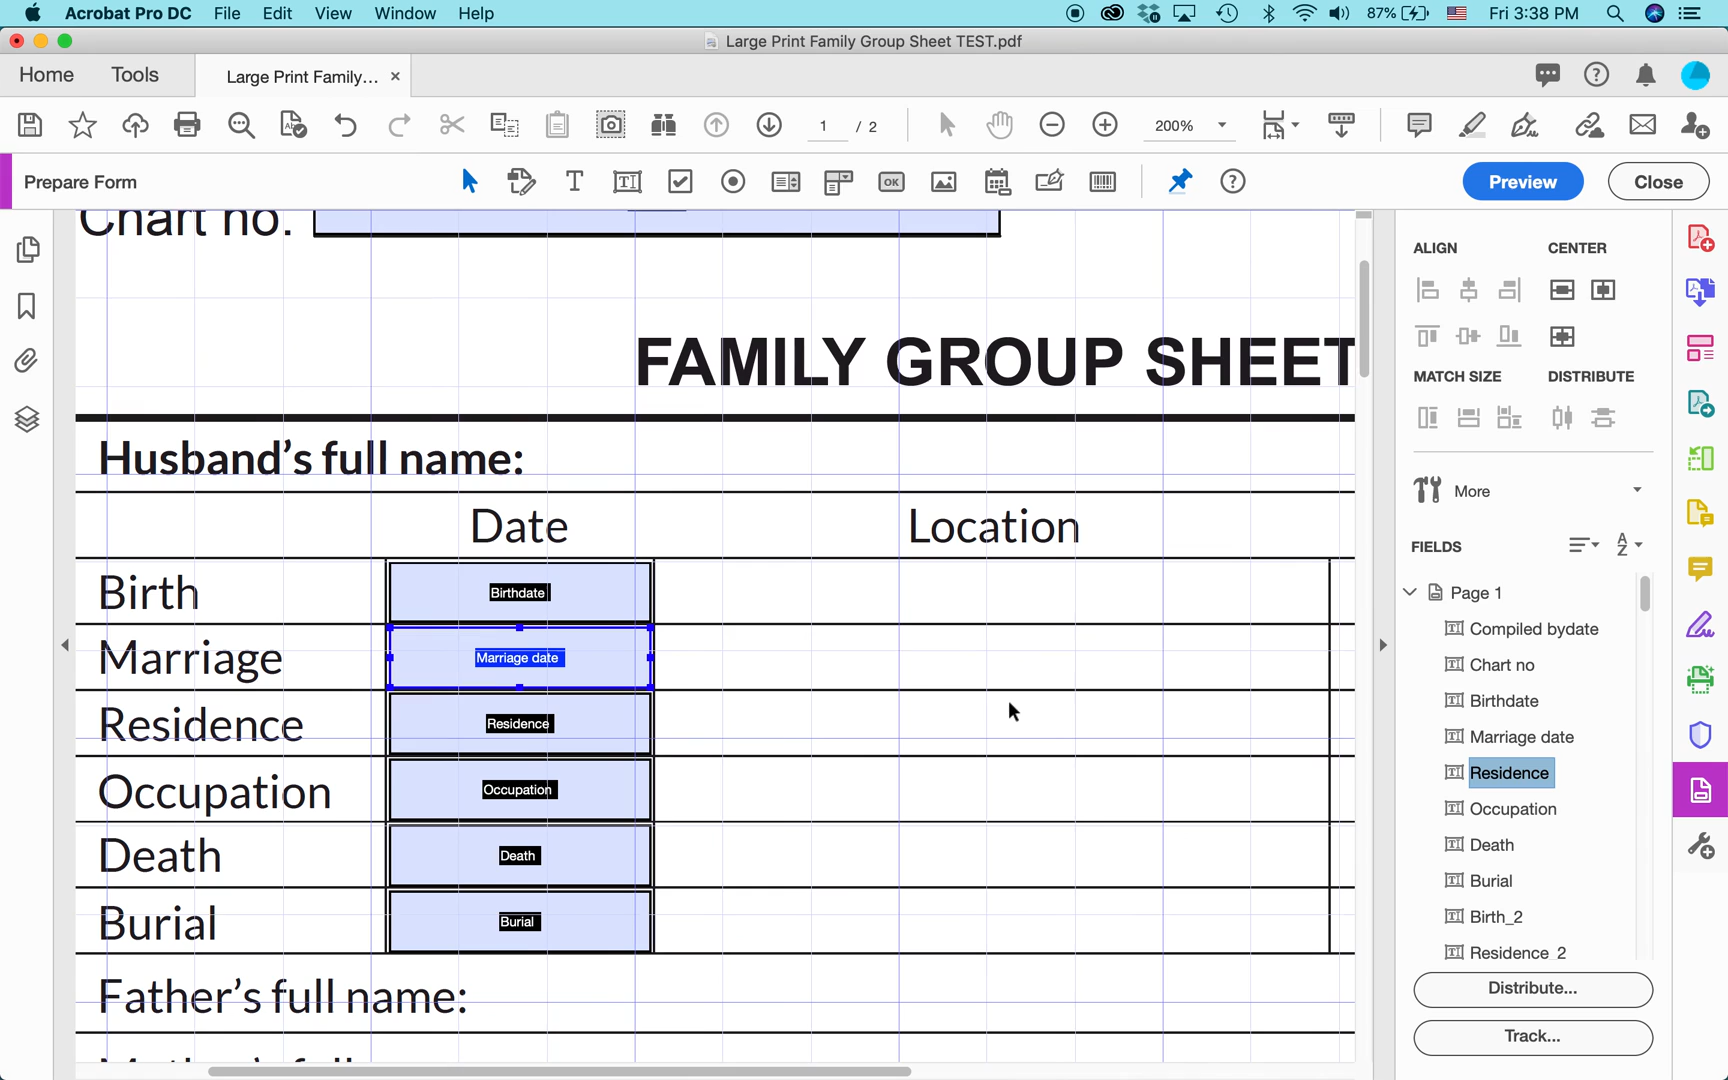 Acrobat Pro DC File Edit View Window Help 87% Fri 3:38 PM
Large Print Family Group Sheet TEST.pdf
Home Tools Large Print Family... ×
1 / 2 200%
Prepare Form OK Preview Close
Chart no.
FAMILY GROUP SHEET
Husband's full name:
Date Location
Birth Birthdate
Marriage Marriage date
Residence Residence
Occupation Occupation
Death Death
Burial Burial
Father's full name:
ALIGN CENTER
MATCH SIZE DISTRIBUTE
More
FIELDS
Page 1
Compiled bydate
Chart no
Birthdate
Marriage date
Residence
Occupation
Death
Burial
Birth_2
Residence_2
Distribute...
Track...